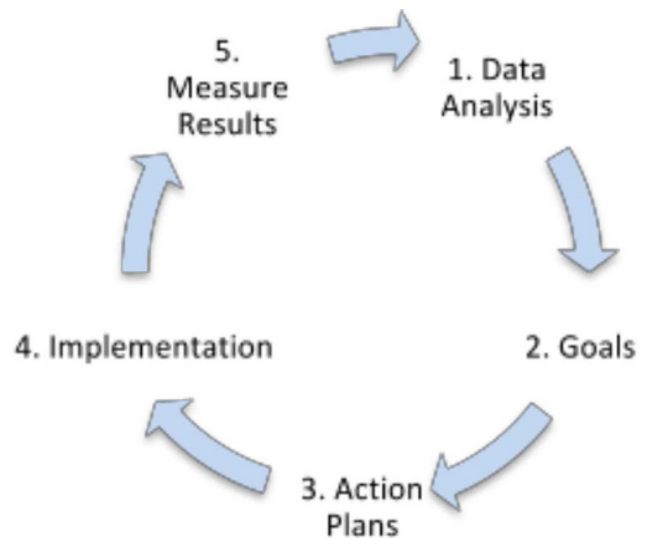 1. Data
Analysis
2. Goals
3. Action
Plans
4. Implementation
5.
Measure
Results